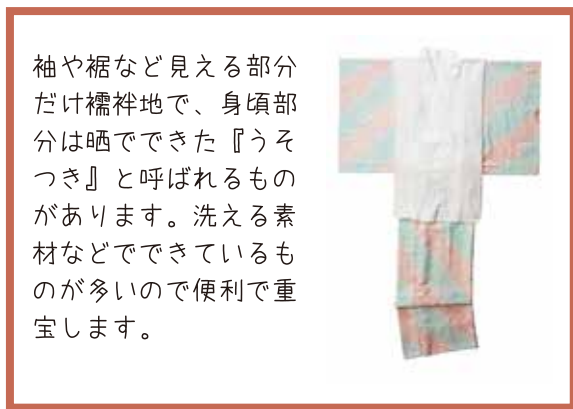 袖や裾など見える部分
だけ襦袢地で、身頃部
分は晒でできた『うそ
つき』と呼ばれるもの
があります。洗える素
材などでできているも
のが多いので便利で重
宝します。